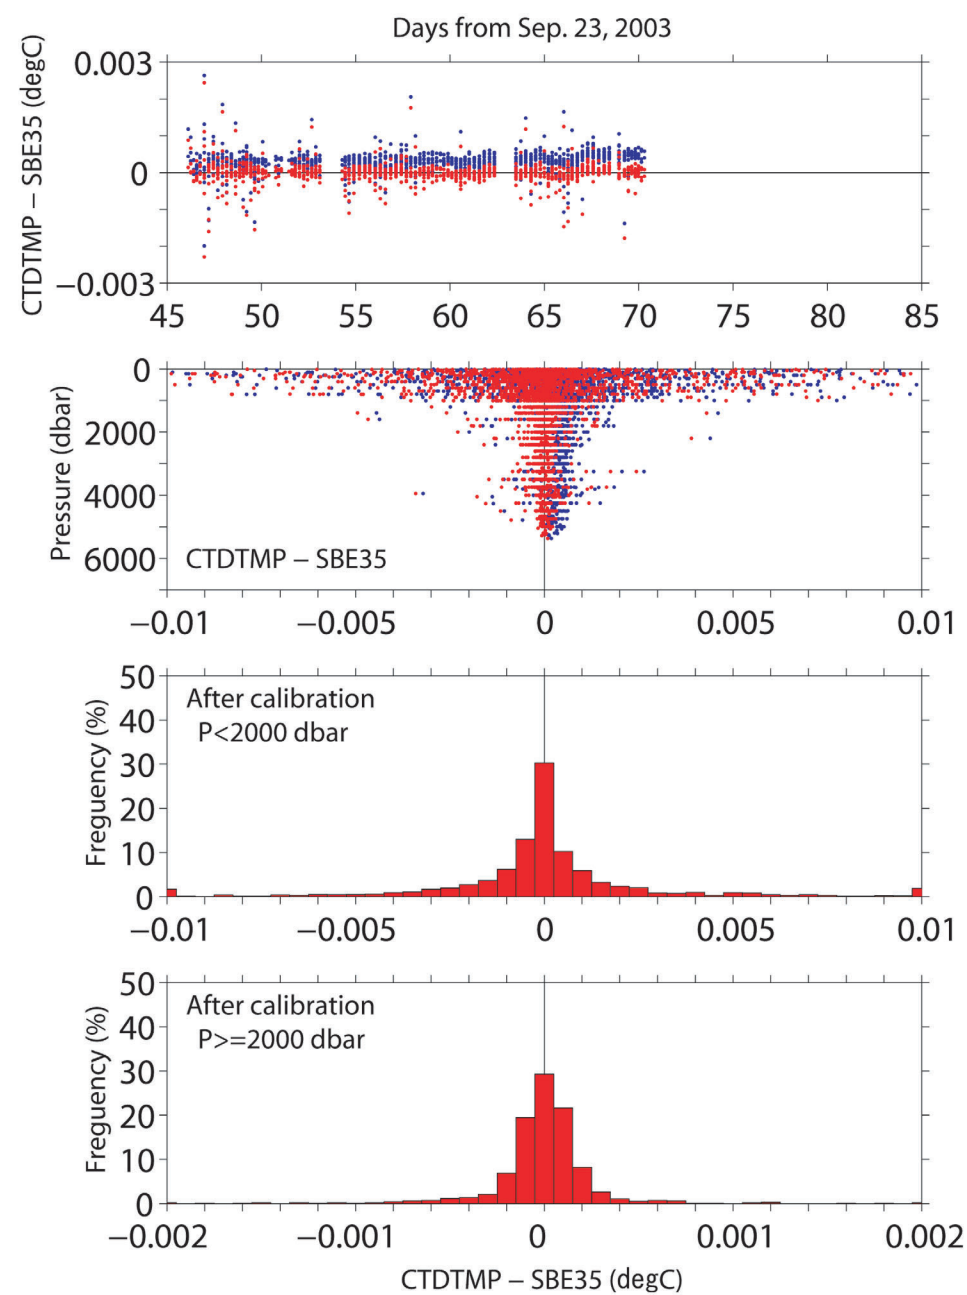 Days from Sep. 23, 2003
CTDTMP – SBE35 (degC)
0.003
0
−0.003
45 50 55 60 65 70 75 80 85
Pressure (dbar)
0
2000
4000
6000
CTDTMP – SBE35
−0.01 −0.005 0 0.005 0.01
Freguency (%)
50
40
30
20
10
0
After calibration
P<2000 dbar
−0.01 −0.005 0 0.005 0.01
Freguency (%)
50
40
30
20
10
0
After calibration
P>=2000 dbar
−0.002 −0.001 0 0.001 0.002
CTDTMP – SBE35 (degC)